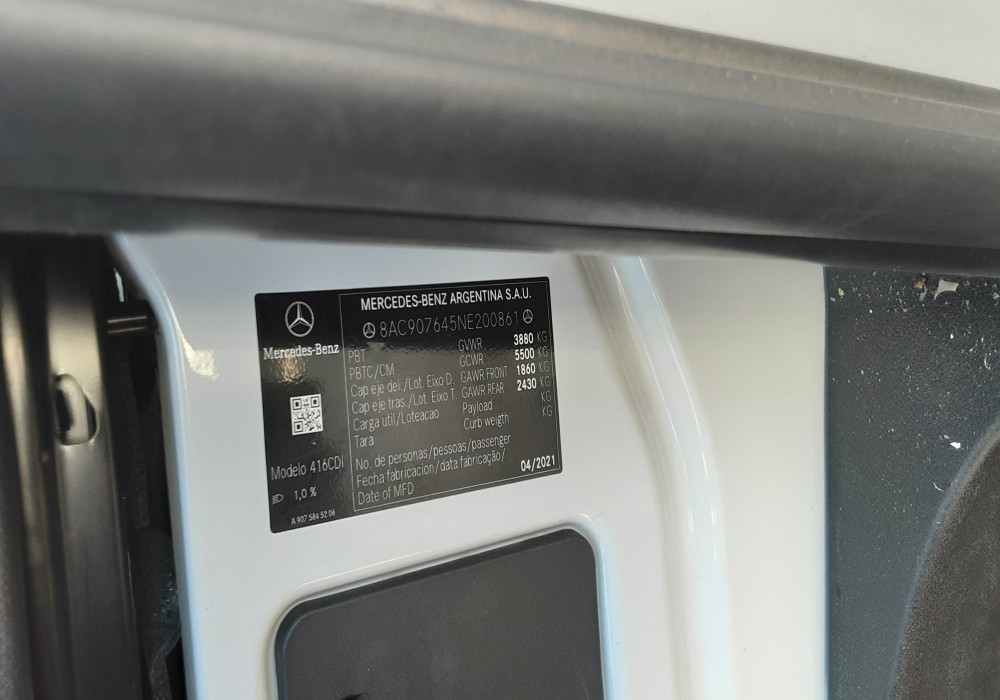 MERCEDES-BENZ ARGENTINA S.A.U.
8AC907645NE200861
Mercedes-Benz
PBT GVWR 3880 KG
PBTC/CM GCWR 5500 KG
Cap eje del./Lot. Eixo D. GAWR FRONT 1860 KG
Cap eje tras./Lot. Eixo T. GAWR REAR 2430 KG
Carga util/Loteacao Payload KG
Tara Curb weigth KG
No. de personas/pessoas/passenger
Fecha fabricacion/data fabricação/ 04/2021
Date of MFD
Modelo 416CDI
1,0 %
A 907 584 52 06